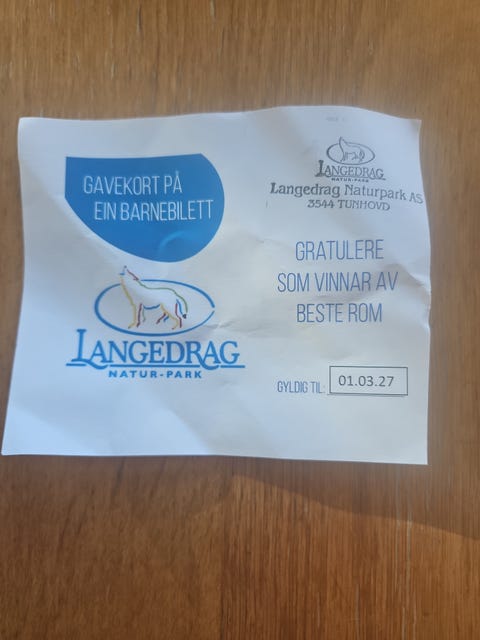 GAVEKORT PÅ
EIN BARNEBILETT
LANGEDRAG
NATUR-PARK
LANGEDRAG
NATUR-PARK
Langedrag Naturpark AS
3544 TUNHOVD
GRATULERE
SOM VINNAR AV
BESTE ROM
GYLDIG TIL: 01.03.27